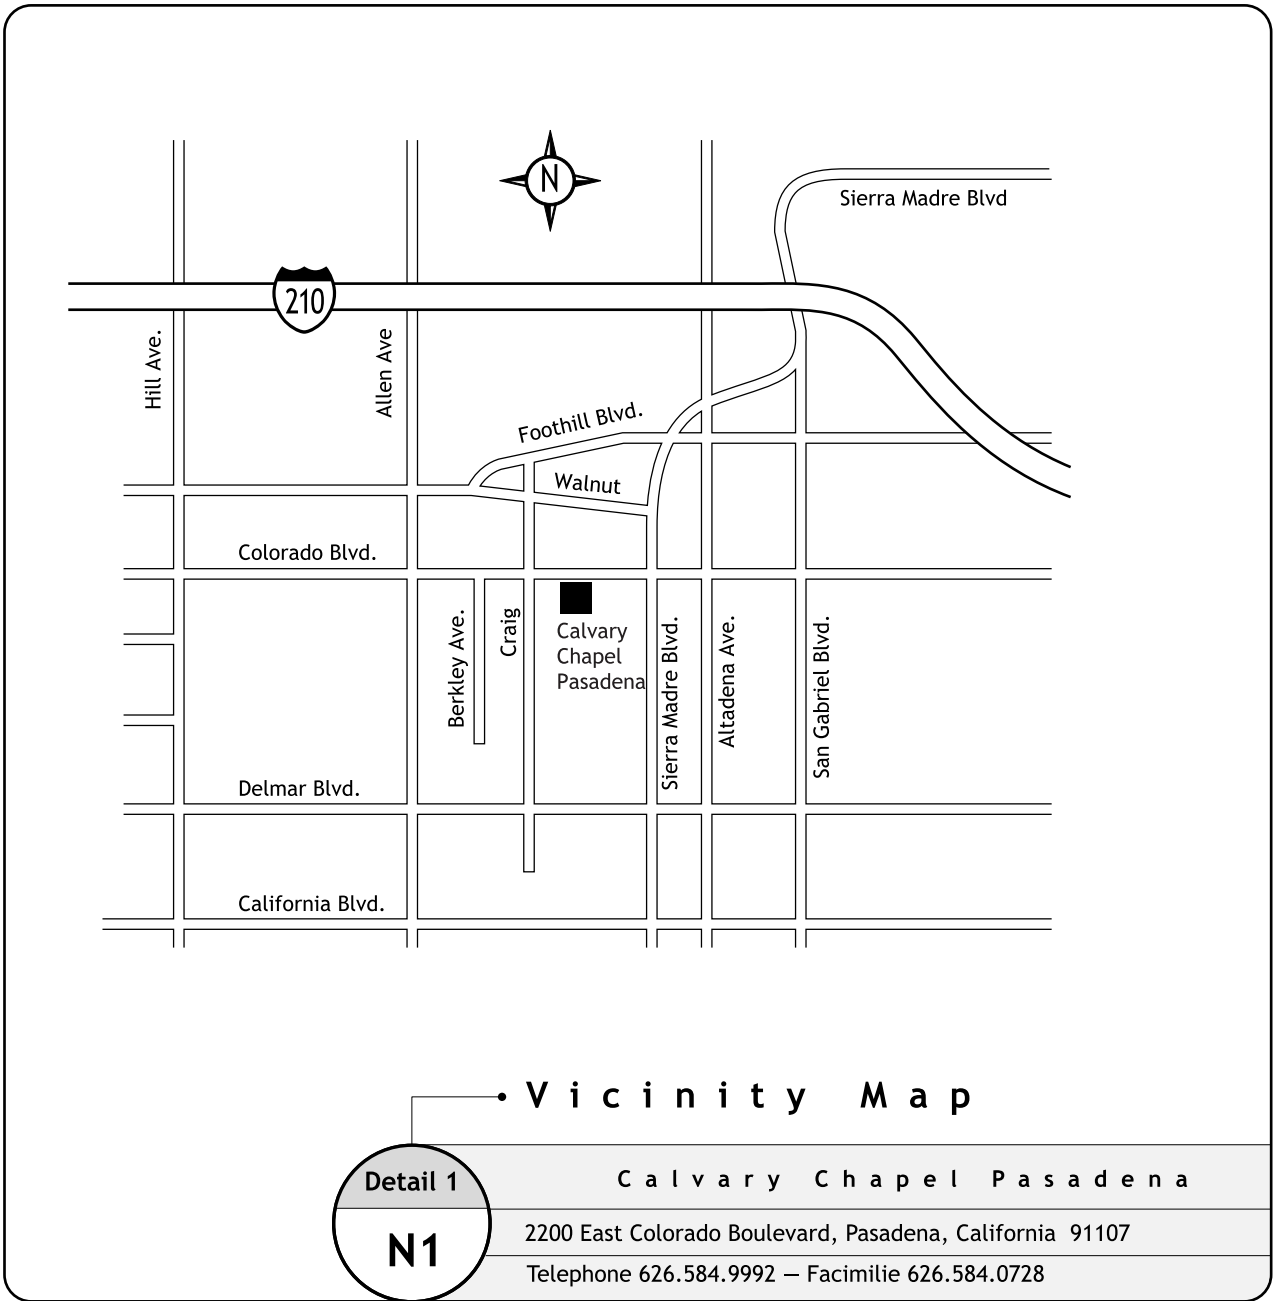 N
Sierra Madre Blvd
210
Hill Ave.
Allen Ave
Foothill Blvd.
Walnut
Colorado Blvd.
Berkley Ave.
Craig
Calvary
Chapel
Pasadena
Sierra Madre Blvd.
Altadena Ave.
San Gabriel Blvd.
Delmar Blvd.
California Blvd.
Vicinity Map
Detail 1
N1
Calvary Chapel Pasadena
2200 East Colorado Boulevard, Pasadena, California 91107
Telephone 626.584.9992 — Facimilie 626.584.0728